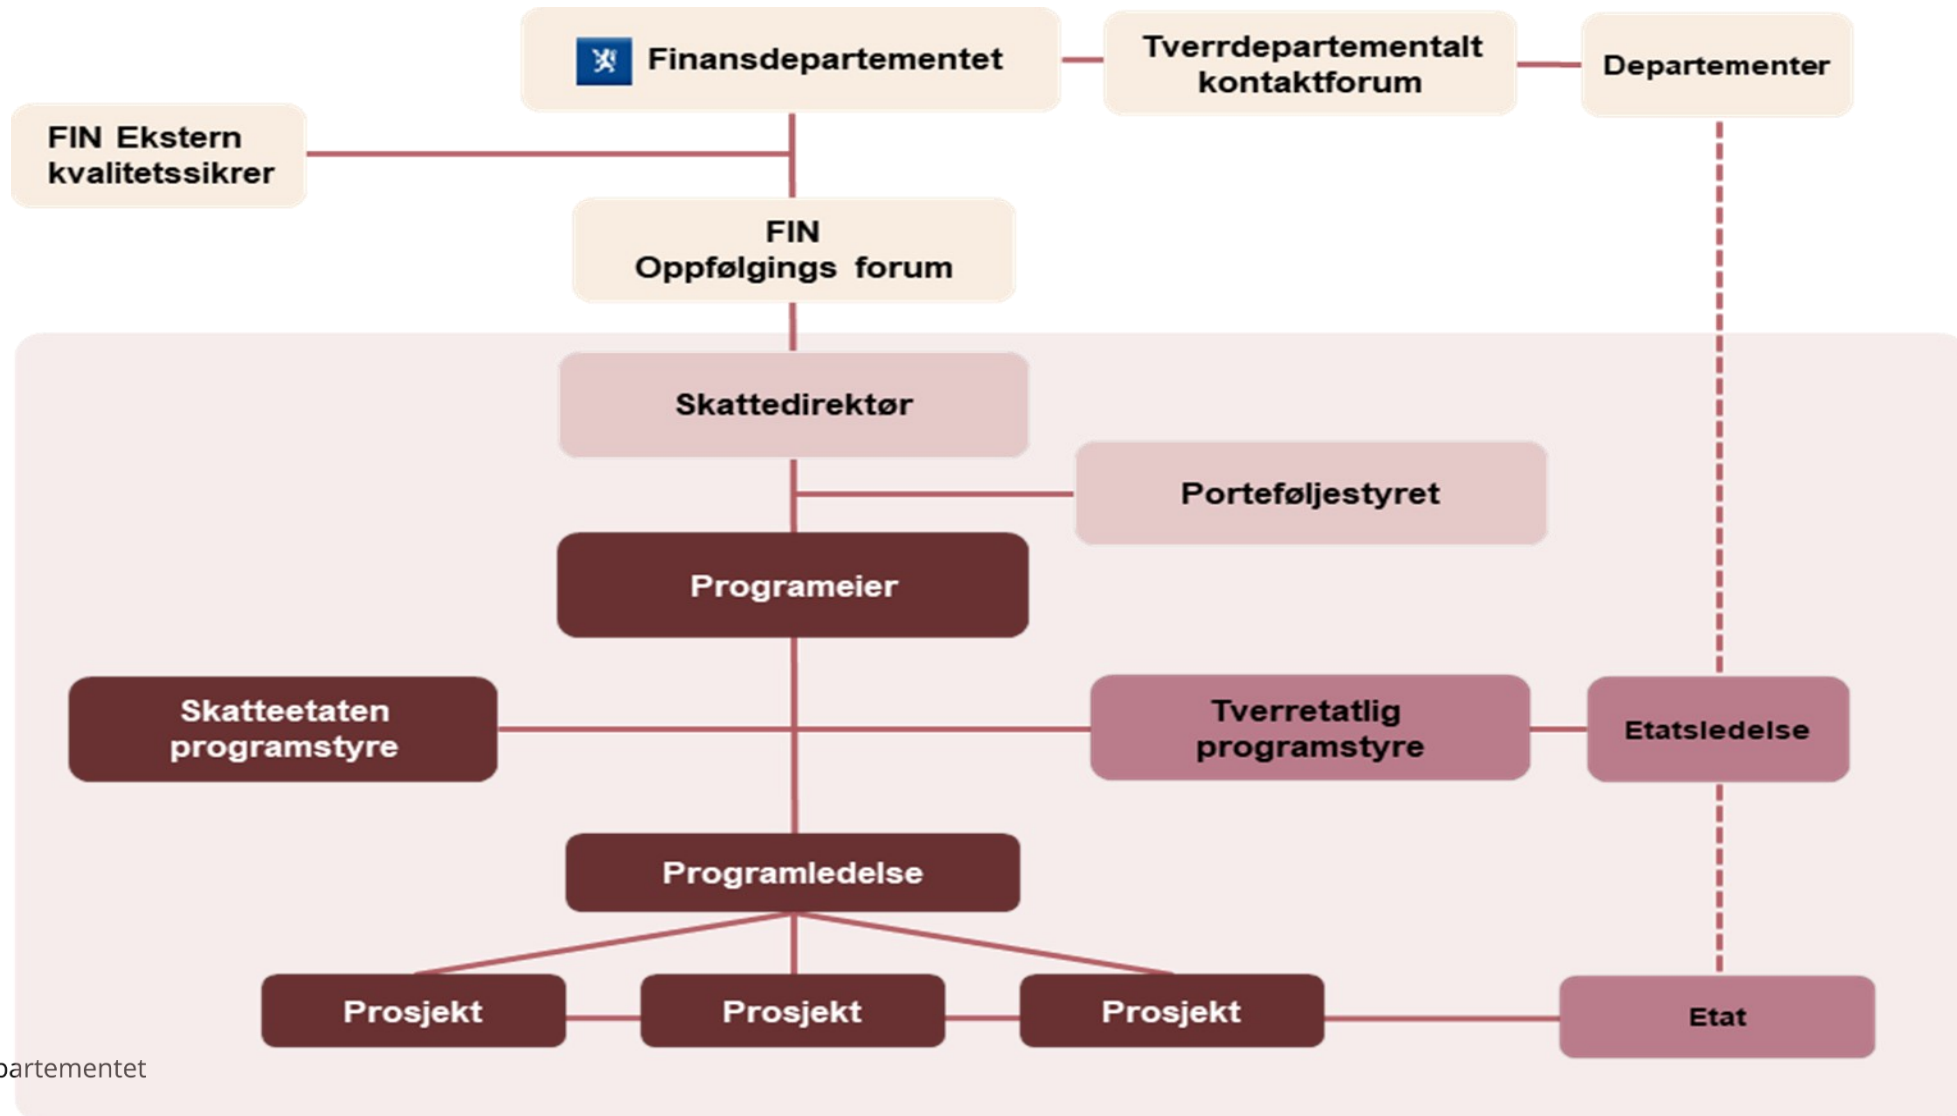 Finansdepartementet
Tverrdepartementalt
kontaktforum
Departementer
FIN Ekstern
kvalitetssikrer
FIN
Oppfølgings forum
Skattedirektør
Porteføljestyret
Programeier
Skatteetaten
programstyre
Tverretatlig
programstyre
Etatsledelse
Programledelse
Prosjekt
Prosjekt
Prosjekt
Etat